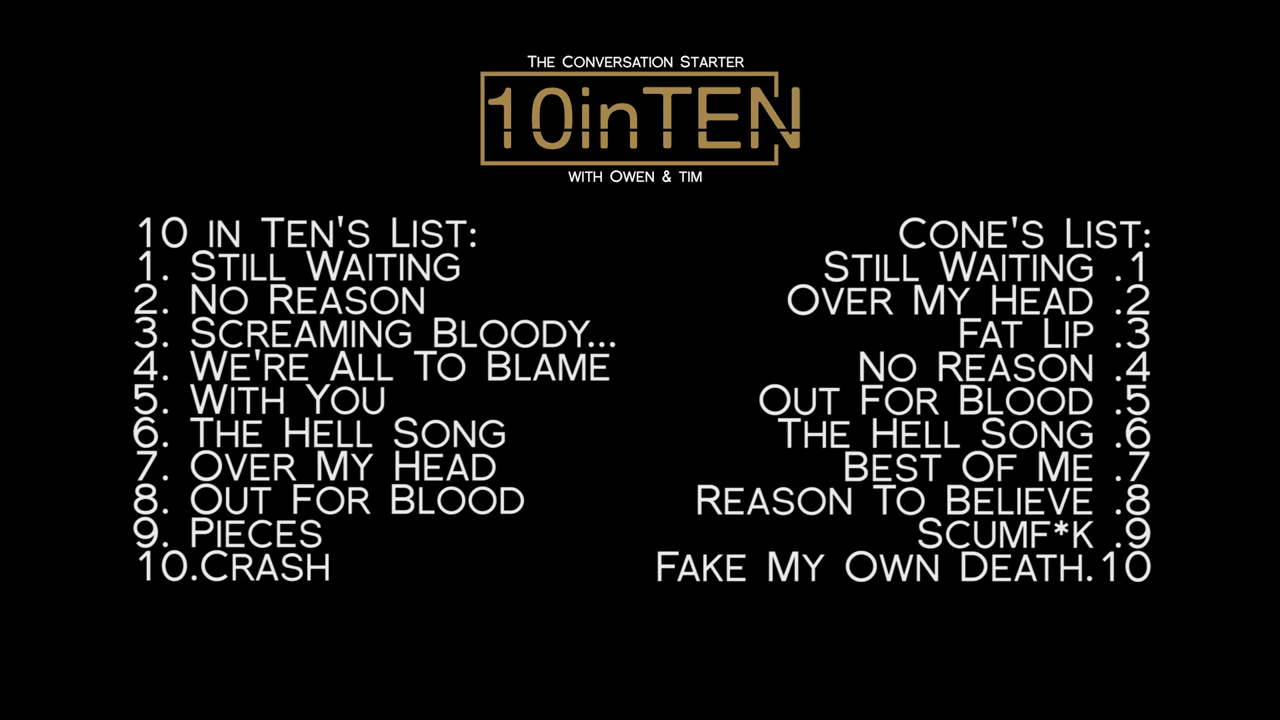 The Conversation Starter
10inTEN
with Owen & Tim
10 in Ten's List:
1. Still Waiting
2. No Reason
3. Screaming Bloody...
4. We're All To Blame
5. With You
6. The Hell Song
7. Over My Head
8. Out For Blood
9. Pieces
10.Crash
Cone's List:
Still Waiting .1
Over My Head .2
Fat Lip .3
No Reason .4
Out For Blood .5
The Hell Song .6
Best Of Me .7
Reason To Believe .8
Scumf*k .9
Fake My Own Death.10